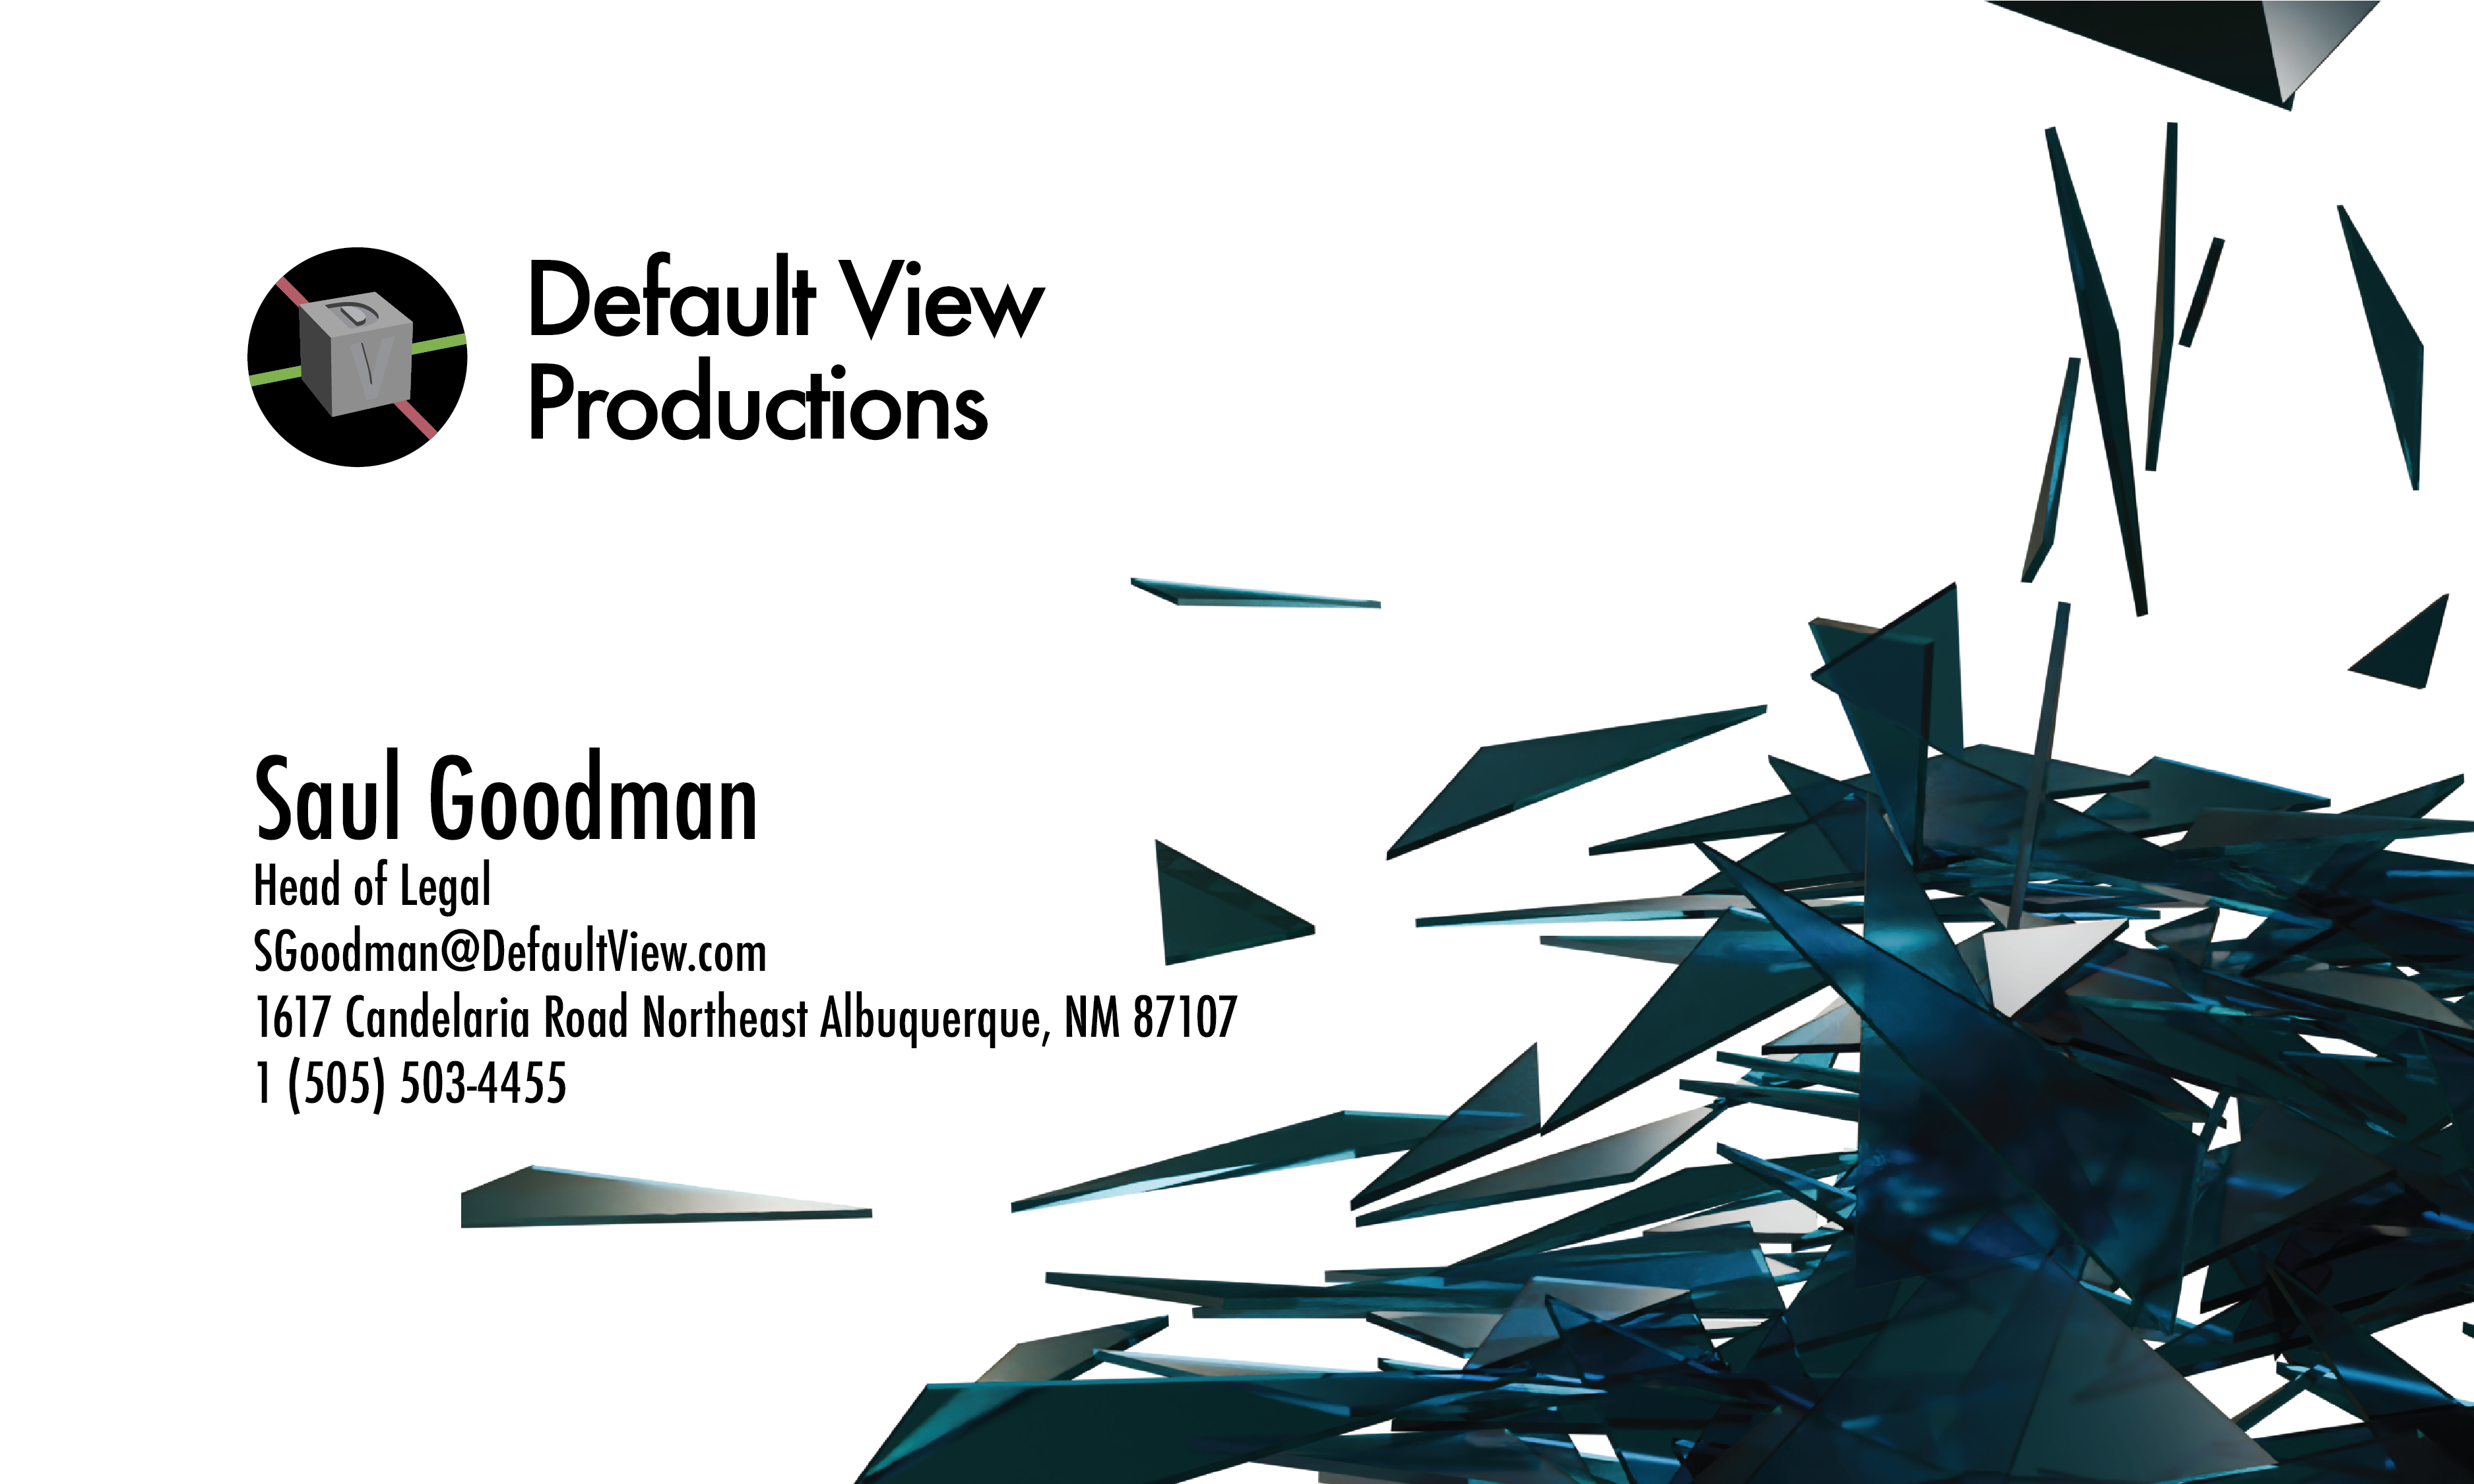 D
V
Default View
Productions
Saul Goodman
Head of Legal
SGoodman@DefaultView.com
1617 Candelaria Road Northeast Albuquerque, NM 87107
1 (505) 503-4455